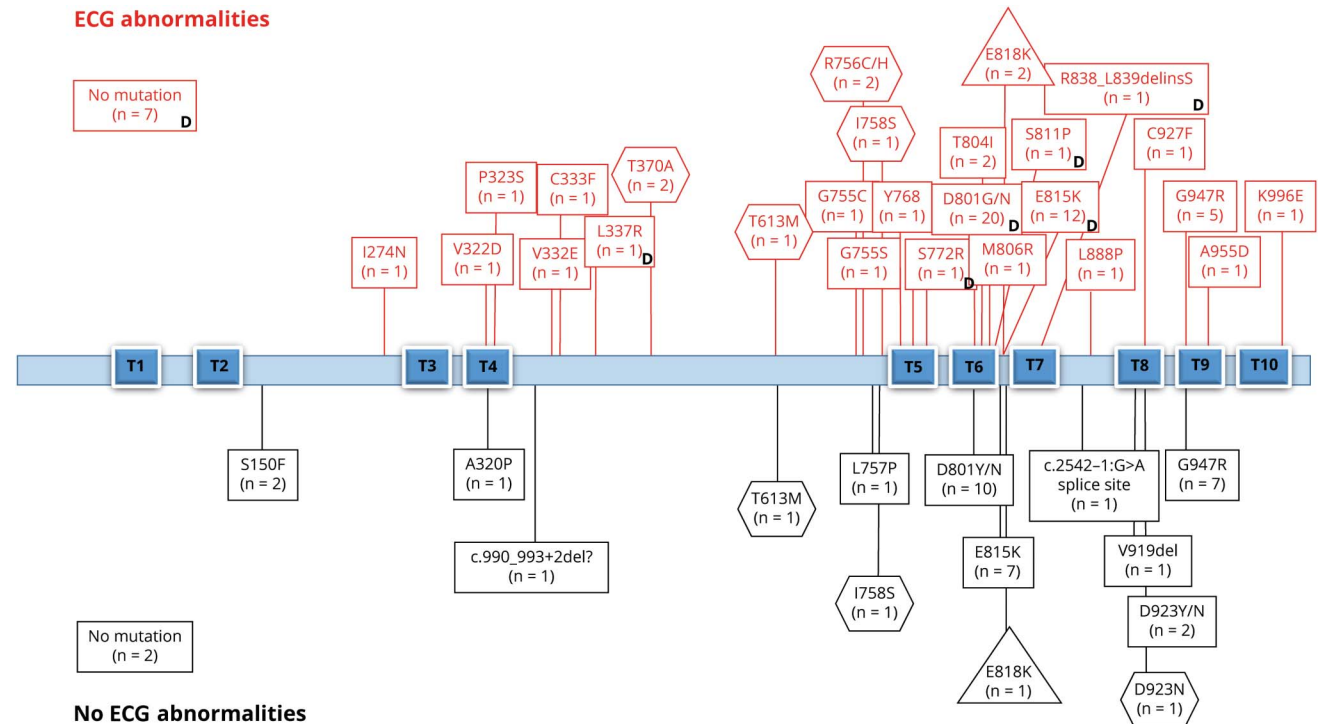 ECG abnormalities
No mutation
(n = 7)
D
I274N
(n = 1)
P323S
(n = 1)
V322D
(n = 1)
C333F
(n = 1)
V332E
(n = 1)
L337R
(n = 1)
D
T370A
(n = 2)
T613M
(n = 1)
R756C/H
(n = 2)
I758S
(n = 1)
G755C
(n= 1)
G755S
(n = 1)
Y768
(n = 1)
S772R
(n = 1)
D
T804I
(n = 2)
D801G/N
(n = 20)
D
M806R
(n = 1)
E818K
(n = 2)
S811P
(n = 1)
D
E815K
(n = 12)
D
R838_L839delinsS
(n = 1)
D
L888P
(n = 1)
C927F
(n = 1)
G947R
(n = 5)
A955D
(n = 1)
K996E
(n = 1)
T1
T2
T3
T4
T5
T6
T7
T8
T9
T10
S150F
(n = 2)
A320P
(n = 1)
c.990_993+2del?
(n = 1)
T613M
(n = 1)
L757P
(n = 1)
I758S
(n = 1)
D801Y/N
(n = 10)
E815K
(n = 7)
E818K
(n = 1)
c.2542–1:G>A
splice site
(n = 1)
V919del
(n = 1)
D923Y/N
(n = 2)
D923N
(n = 1)
G947R
(n = 7)
No mutation
(n = 2)
No ECG abnormalities